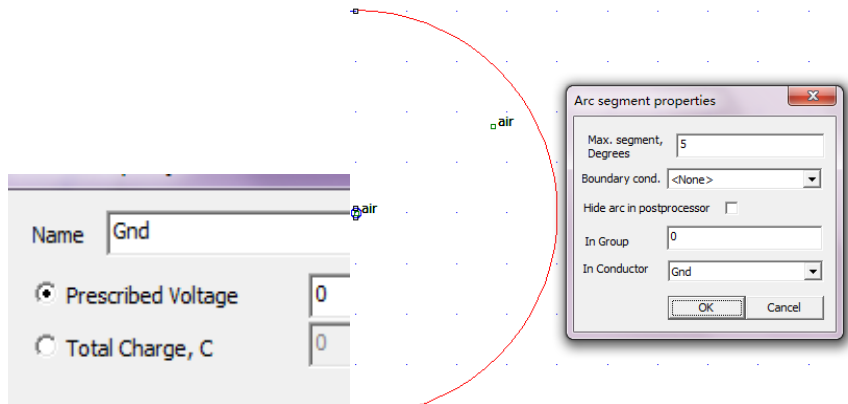 air
air
Name
Gnd
Prescribed Voltage
0
Total Charge, C
0
Arc segment properties
Max. segment,
Degrees
5
Boundary cond.
<None>
Hide arc in postprocessor
In Group
0
In Conductor
Gnd
OK
Cancel